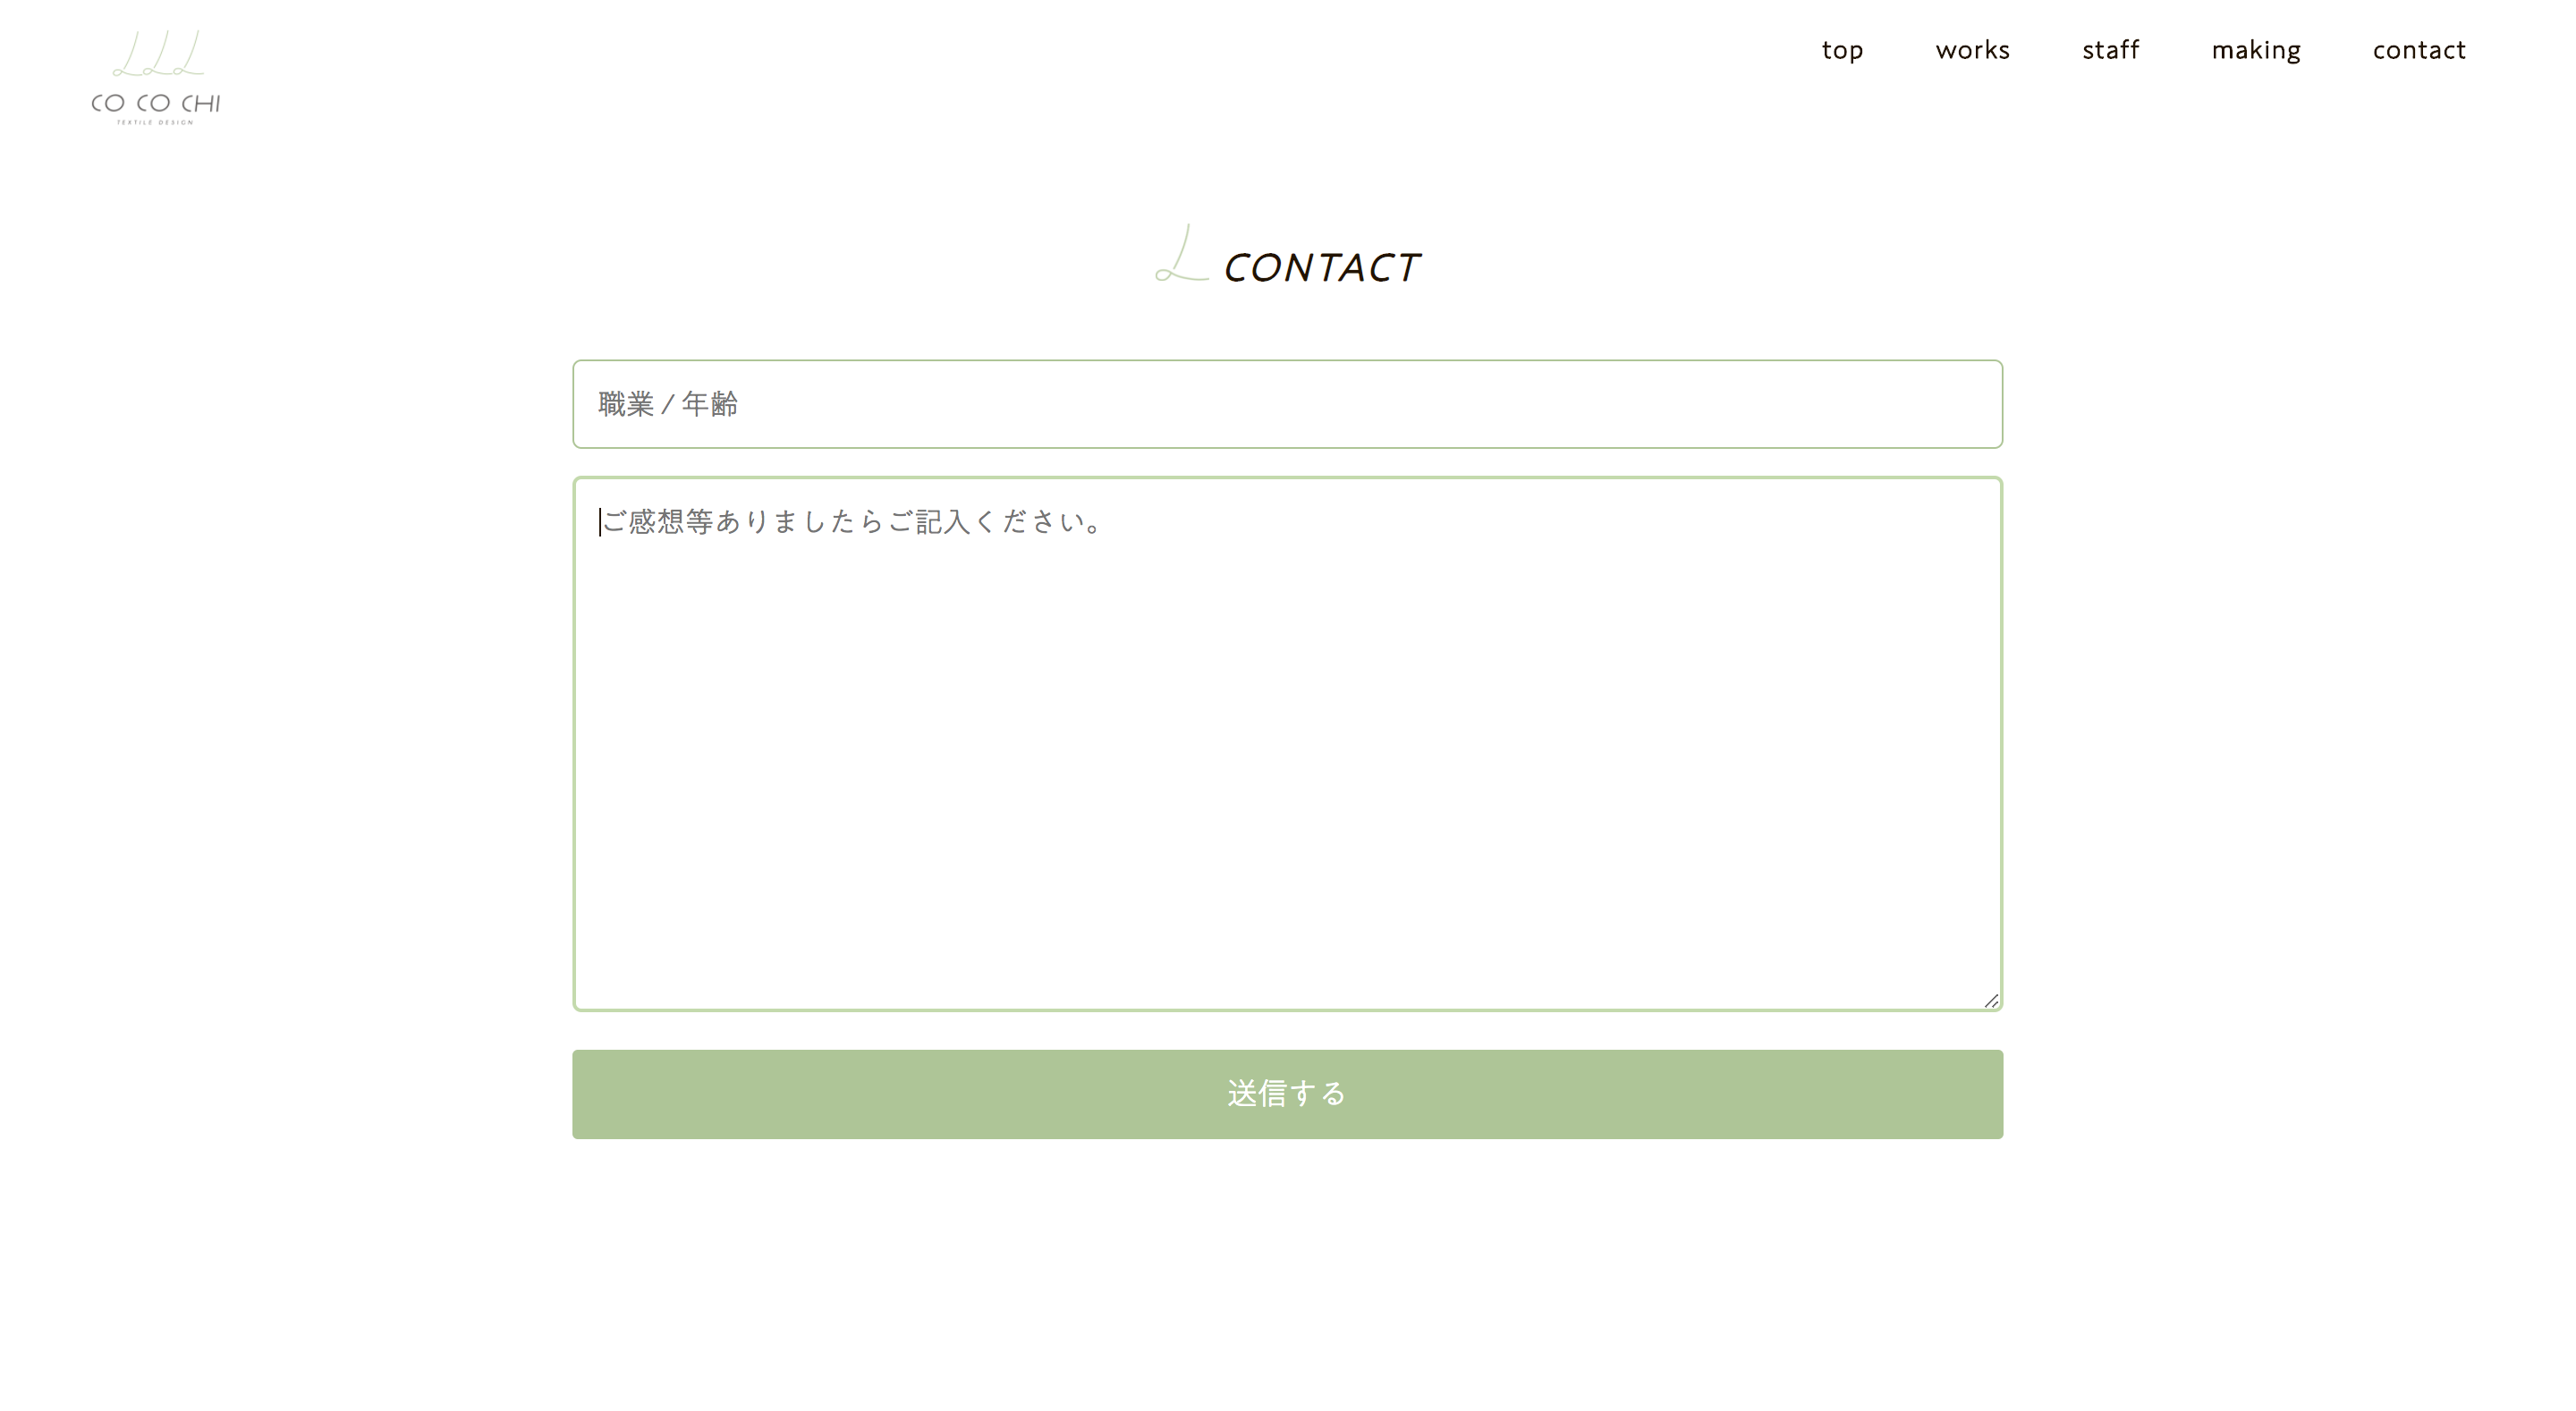 CO CO CHI
TEXTILE DESIGN
top works staff making contact
CONTACT
職業 / 年齢
ご感想等ありましたらご記入ください。
送信する